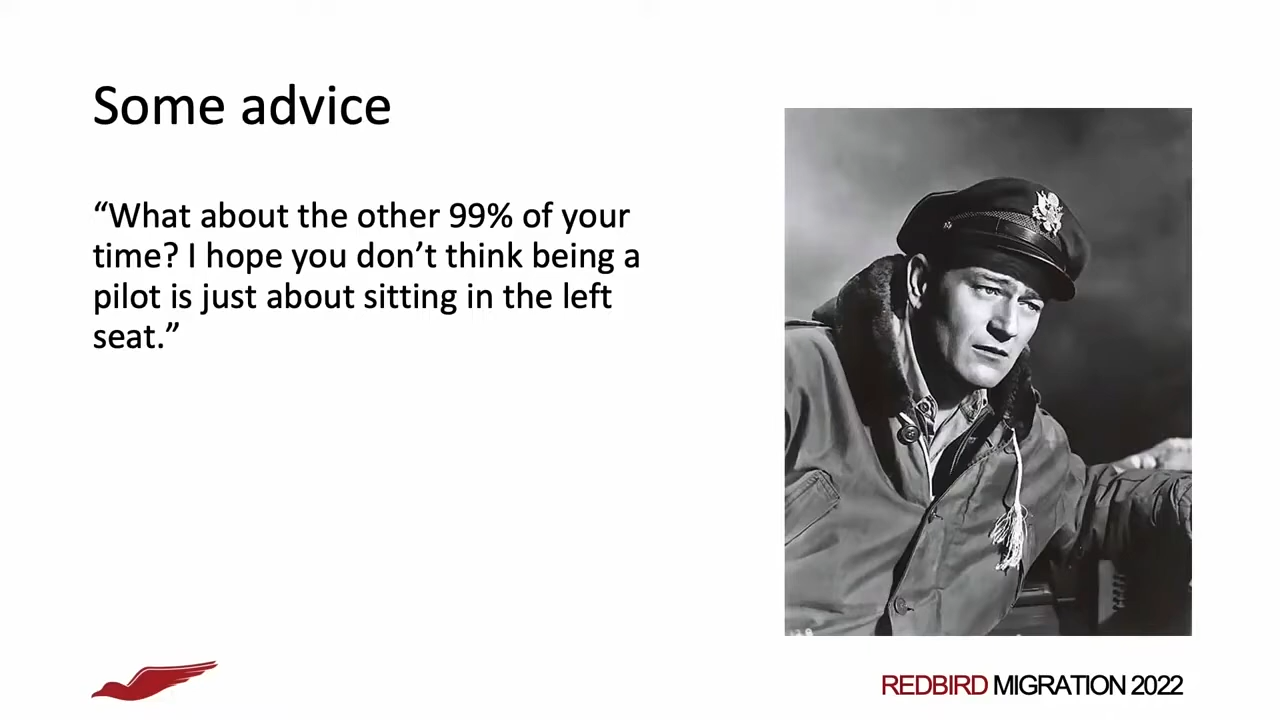 Some advice
“What about the other 99% of your
time? I hope you don’t think being a
pilot is just about sitting in the left
seat.”
REDBIRD MIGRATION 2022